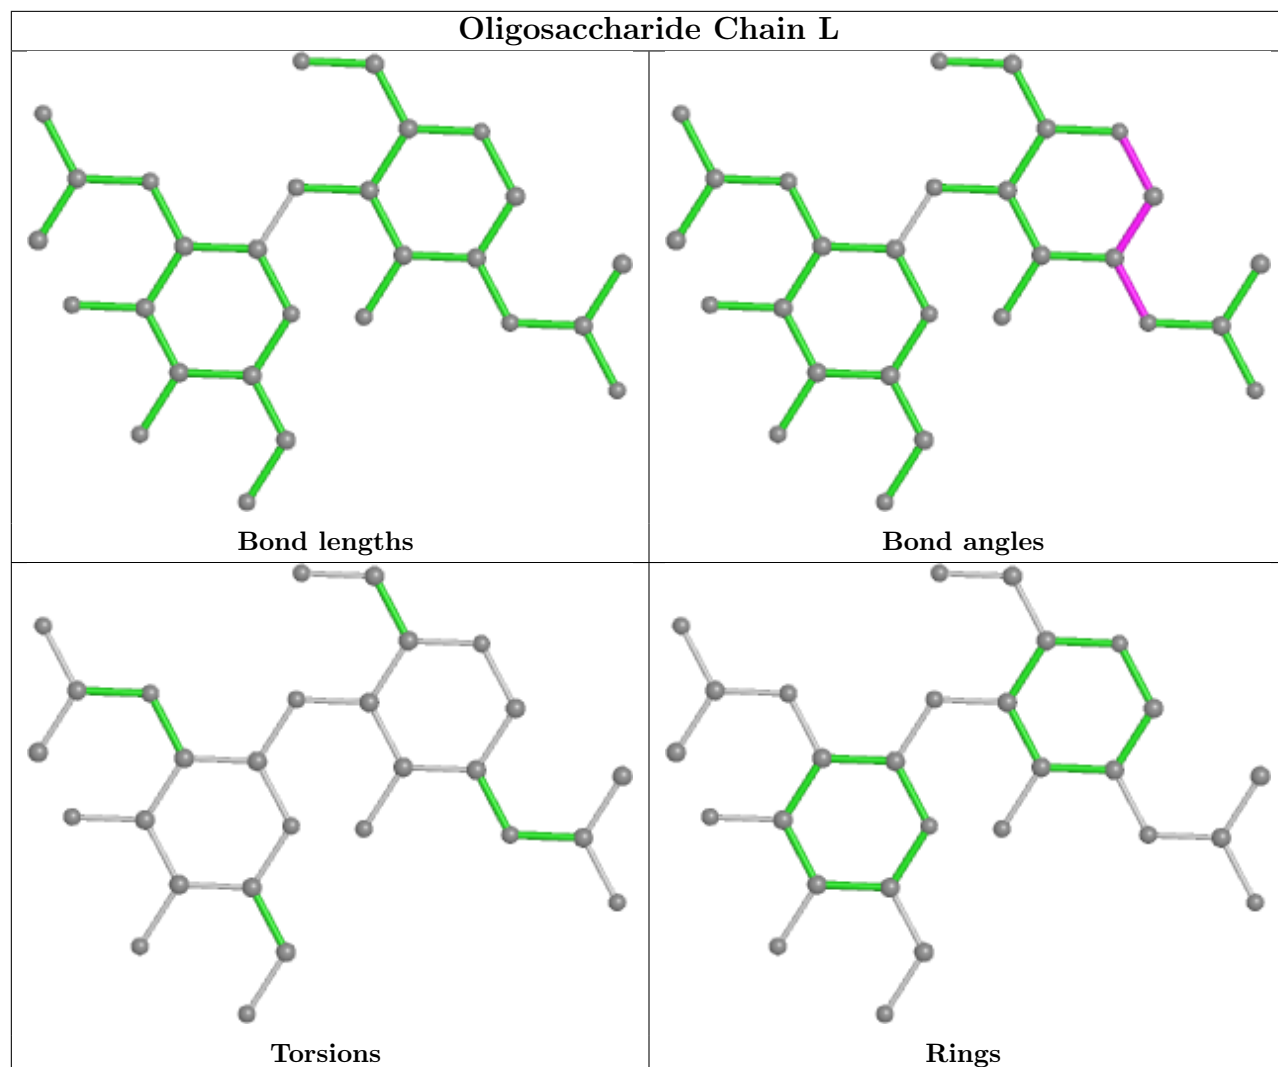 Oligosaccharide Chain L
Bond lengths
Bond angles
Torsions
Rings